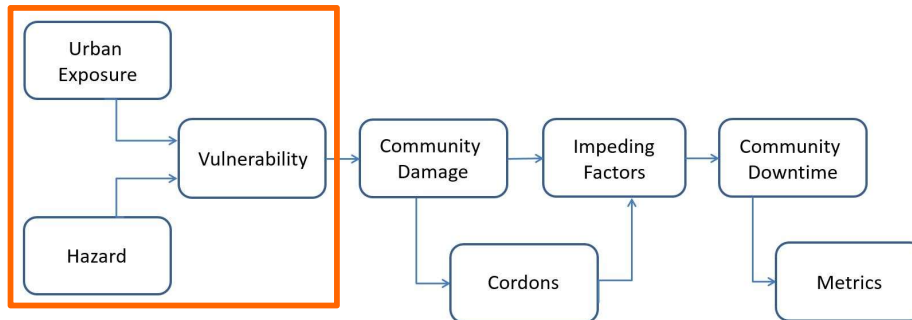 Urban
Exposure
Vulnerability
Hazard
Community
Damage
Impeding
Factors
Community
Downtime
Cordons
Metrics